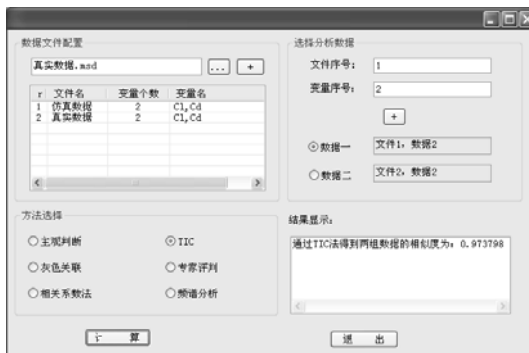 数据文件配置
真实数据.msd
...
+
r 文件名 变量个数 变量名
1 仿真数据 2 Cl,Cd
2 真实数据 2 Cl,Cd
选择分析数据
文件序号: 1
变量序号: 2
+
数据一 文件1，数据2
数据二 文件2，数据2
方法选择
主观判断 TIC
灰色关联 专家评判
相关系数法 频谱分析
计 算
结果显示:
通过TIC法得到两组数据的相似度为: 0.973798
退 出